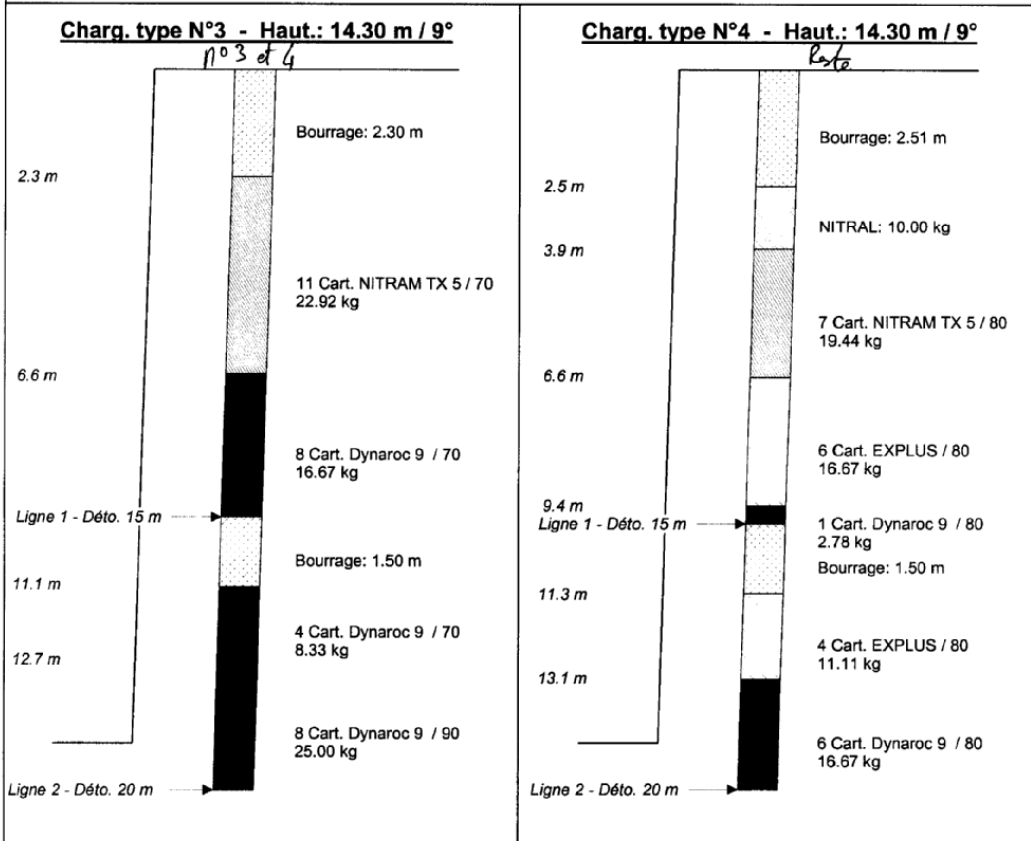 Charg. type N°3 - Haut.: 14.30 m / 9°
n° 3 et 4
Bourrage: 2.30 m
2.3 m
11 Cart. NITRAM TX 5 / 70
22.92 kg
6.6 m
8 Cart. Dynaroc 9 / 70
16.67 kg
Ligne 1 - Déto. 15 m
Bourrage: 1.50 m
11.1 m
4 Cart. Dynaroc 9 / 70
8.33 kg
12.7 m
8 Cart. Dynaroc 9 / 90
25.00 kg
Ligne 2 - Déto. 20 m
Charg. type N°4 - Haut.: 14.30 m / 9°
Reste
Bourrage: 2.51 m
2.5 m
NITRAL: 10.00 kg
3.9 m
7 Cart. NITRAM TX 5 / 80
19.44 kg
6.6 m
6 Cart. EXPLUS / 80
16.67 kg
9.4 m
Ligne 1 - Déto. 15 m
1 Cart. Dynaroc 9 / 80
2.78 kg
Bourrage: 1.50 m
11.3 m
4 Cart. EXPLUS / 80
11.11 kg
13.1 m
6 Cart. Dynaroc 9 / 80
16.67 kg
Ligne 2 - Déto. 20 m